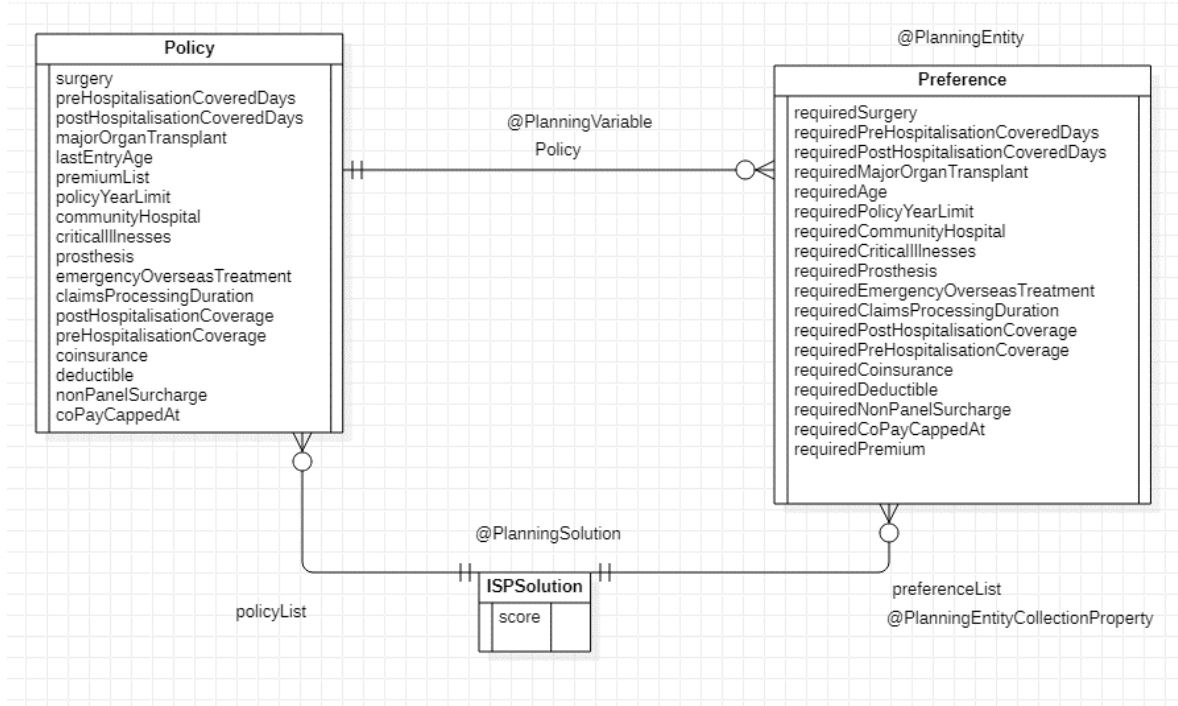 Policy
surgery
preHospitalisationCoveredDays
postHospitalisationCoveredDays
majorOrganTransplant
lastEntryAge
premiumList
policyYearLimit
communityHospital
criticalIllnesses
prosthesis
emergencyOverseasTreatment
claimsProcessingDuration
postHospitalisationCoverage
preHospitalisationCoverage
coinsurance
deductible
nonPanelSurcharge
coPayCappedAt
@PlanningVariable
Policy
@PlanningEntity
Preference
requiredSurgery
requiredPreHospitalisationCoveredDays
requiredPostHospitalisationCoveredDays
requiredMajorOrganTransplant
requiredAge
requiredPolicyYearLimit
requiredCommunityHospital
requiredCriticalIllnesses
requiredProsthesis
requiredEmergencyOverseasTreatment
requiredClaimsProcessingDuration
requiredPostHospitalisationCoverage
requiredPreHospitalisationCoverage
requiredCoinsurance
requiredDeductible
requiredNonPanelSurcharge
requiredCoPayCappedAt
requiredPremium
@PlanningSolution
ISPSolution
score
policyList
preferenceList
@PlanningEntityCollectionProperty